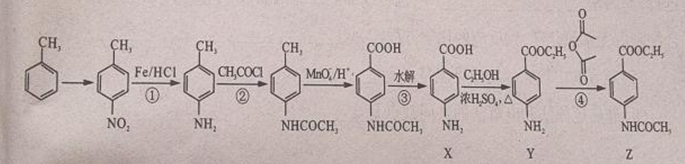 CH₃ CH₃ CH₃ CH₃ COOH COOH COOC₂H₅ O O O COOC₂H₅
Fe/HCl CH₃COCl MnO₄⁻/H⁺ 水解 C₂H₅OH
① ② ③ 浓H₂SO₄,△ ④
NO₂ NH₂ NHCOCH₃ NHCOCH₃ NH₂ NH₂ NHCOCH₃
X Y Z